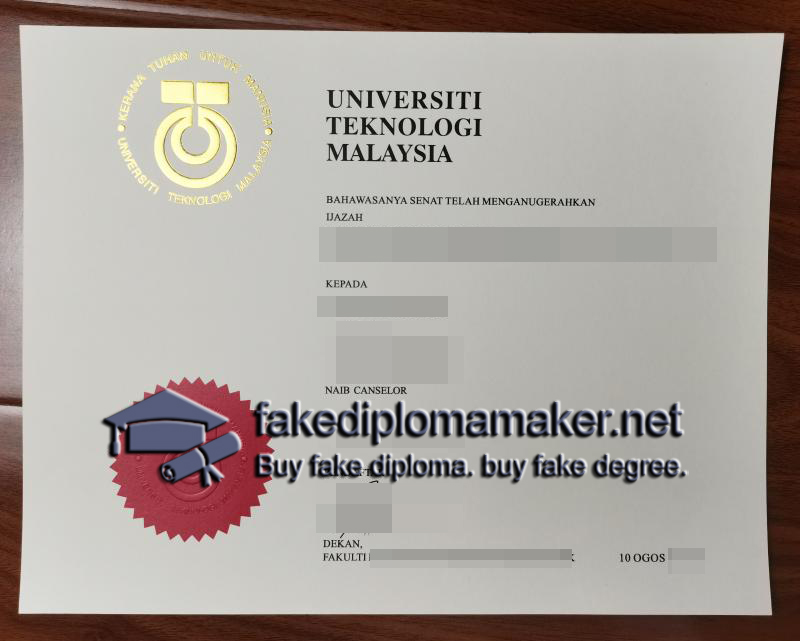 KERANA TUHAN UNTUK MANUSIA
UNIVERSITI TEKNOLOGI MALAYSIA
UNIVERSITI
TEKNOLOGI
MALAYSIA
BAHAWASANYA SENAT TELAH MENGANUGERAHKAN
IJAZAH
KEPADA
NAIB CANSELOR
fakediplomamaker.net
Buy fake diploma. buy fake degree.
DEKAN,
FAKULTI
10 OGOS